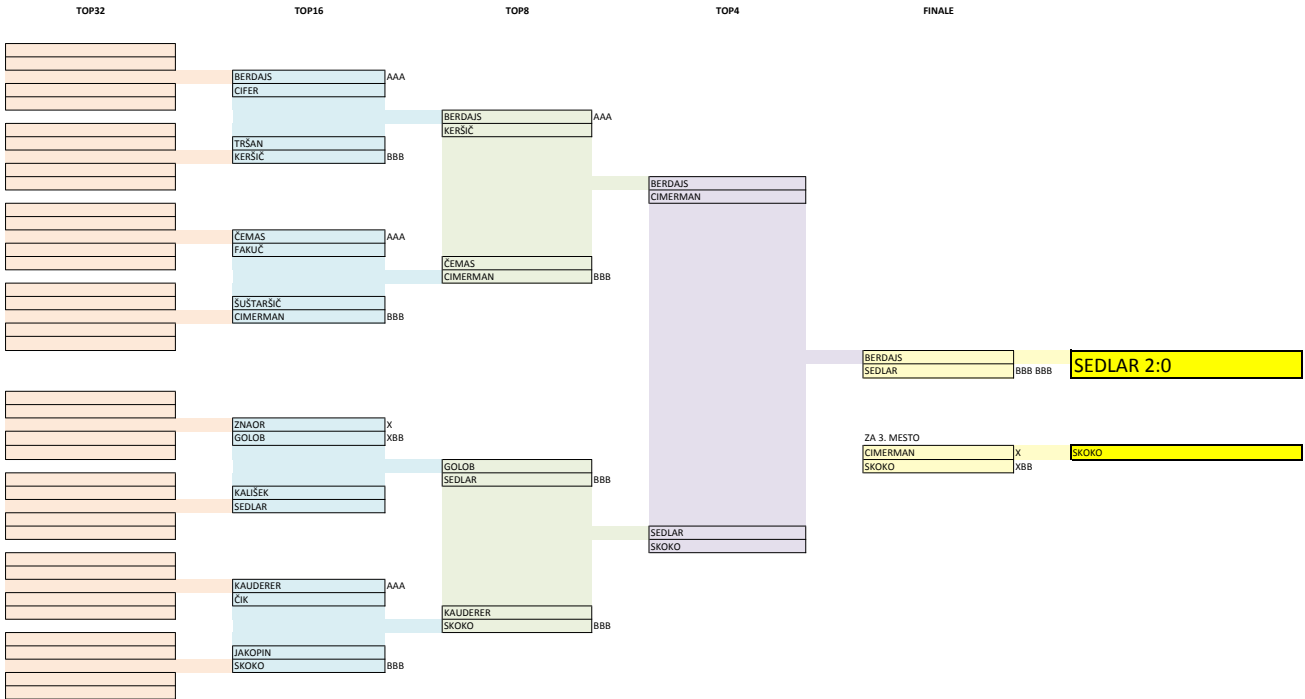 TOP32 TOP16 TOP8 TOP4 FINALE
BERDAJS AAA
CIFER
BERDAJS AAA
KERŠIČ
TRŠAN
KERŠIČ BBB
BERDAJS
CIMERMAN
ČEMAS AAA
FAKUČ
ČEMAS
CIMERMAN BBB
ŠUŠTARŠIČ
CIMERMAN BBB
BERDAJS
SEDLAR BBB BBB
SEDLAR 2:0
ZNAOR X
GOLOB XBB
ZA 3. MESTO
CIMERMAN X SKOKO
SKOKO XBB
GOLOB
SEDLAR BBB
KALIŠEK
SEDLAR
SEDLAR
SKOKO
KAUDERER AAA
ČIK
KAUDERER
SKOKO BBB
JAKOPIN
SKOKO BBB